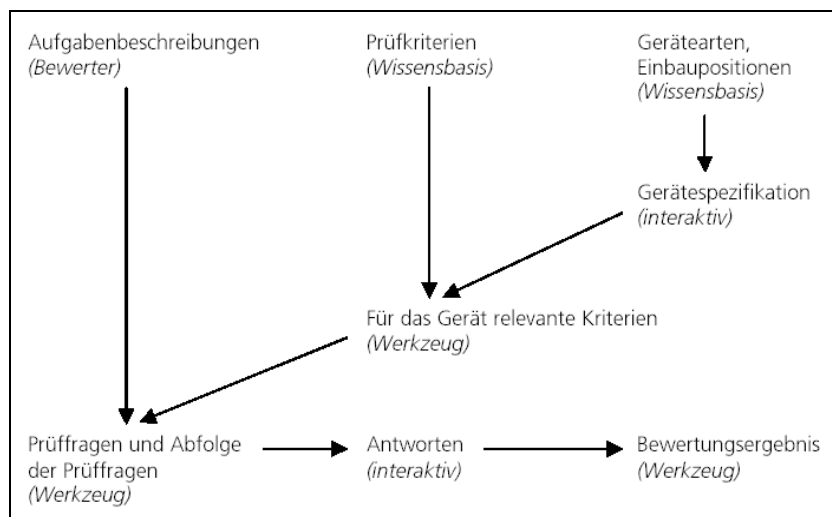 Aufgabenbeschreibungen
(Bewerter)
Prüfkriterien
(Wissensbasis)
Gerätearten,
Einbaupositionen
(Wissensbasis)
Gerätespezifikation
(interaktiv)
Für das Gerät relevante Kriterien
(Werkzeug)
Prüffragen und Abfolge
der Prüffragen
(Werkzeug)
Antworten
(interaktiv)
Bewertungsergebnis
(Werkzeug)